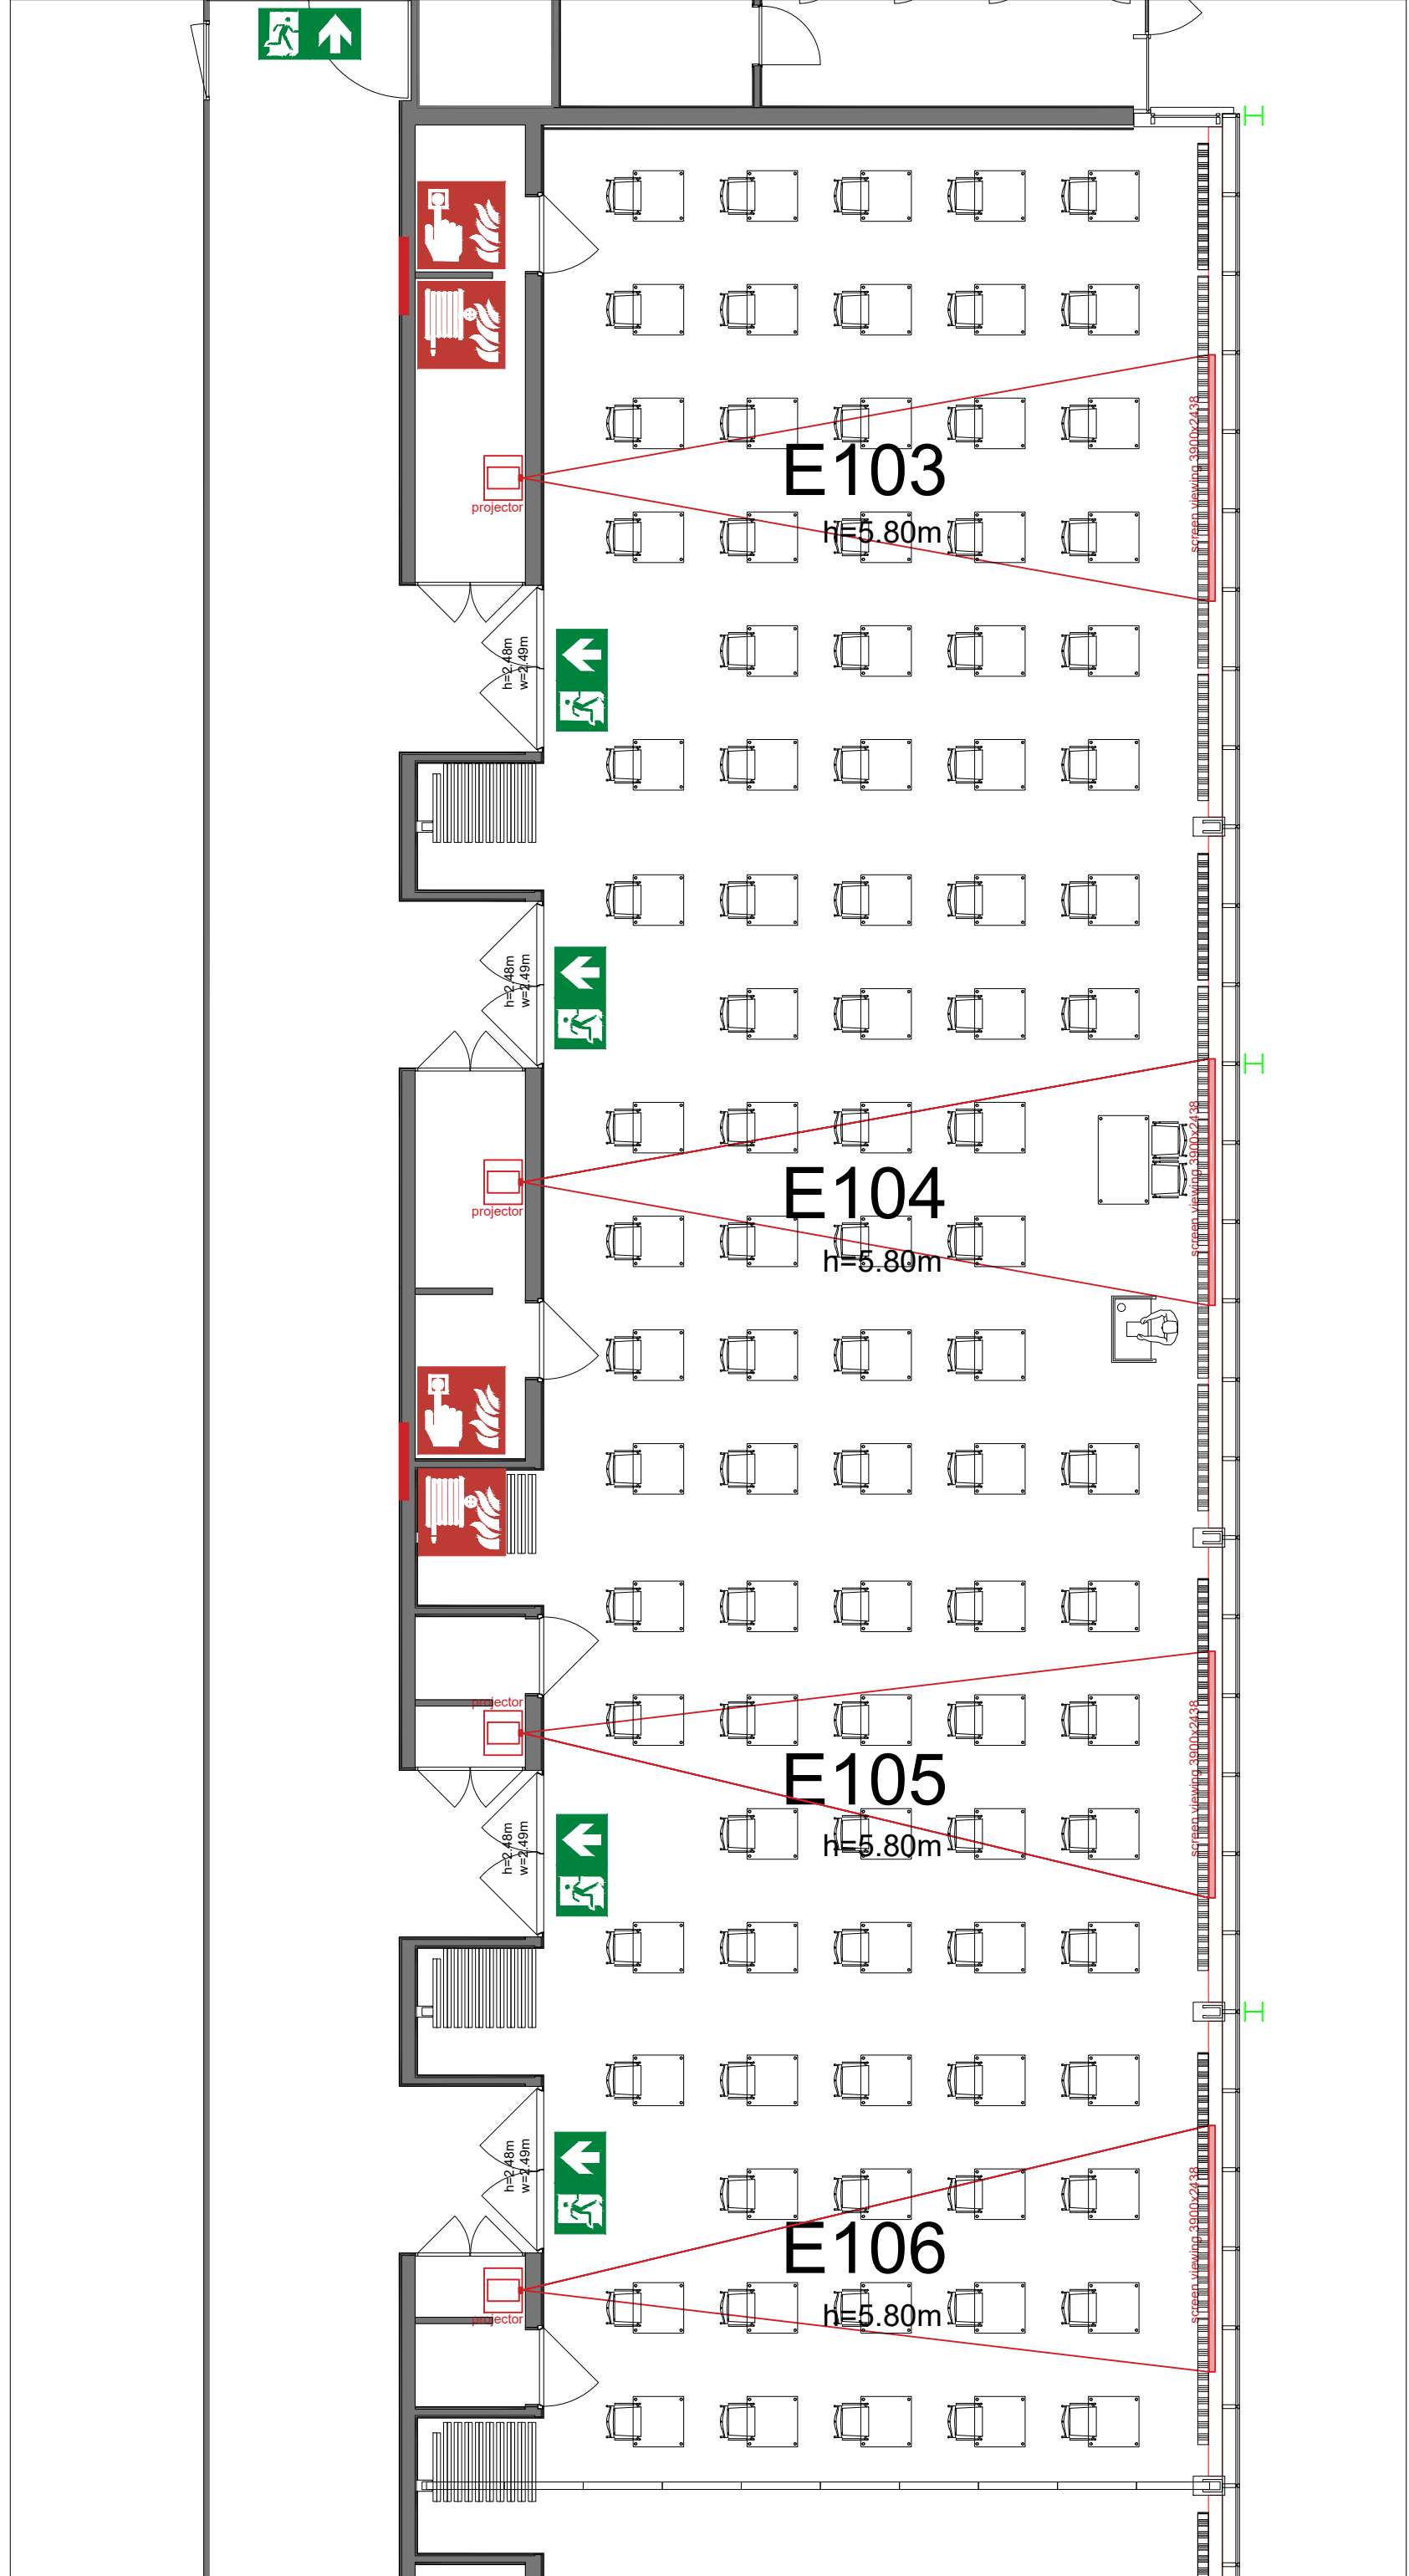 E103
h=5.80m
projector
screen viewing 3900x2438
h=2.48m
w=2.49m
h=2.48m
w=2.49m
E104
h=5.80m
projector
screen viewing 3900x2438
projector
E105
h=5.80m
screen viewing 3900x2438
h=2.48m
w=2.49m
h=2.48m
w=2.49m
E106
h=5.80m
projector
screen viewing 3900x2438